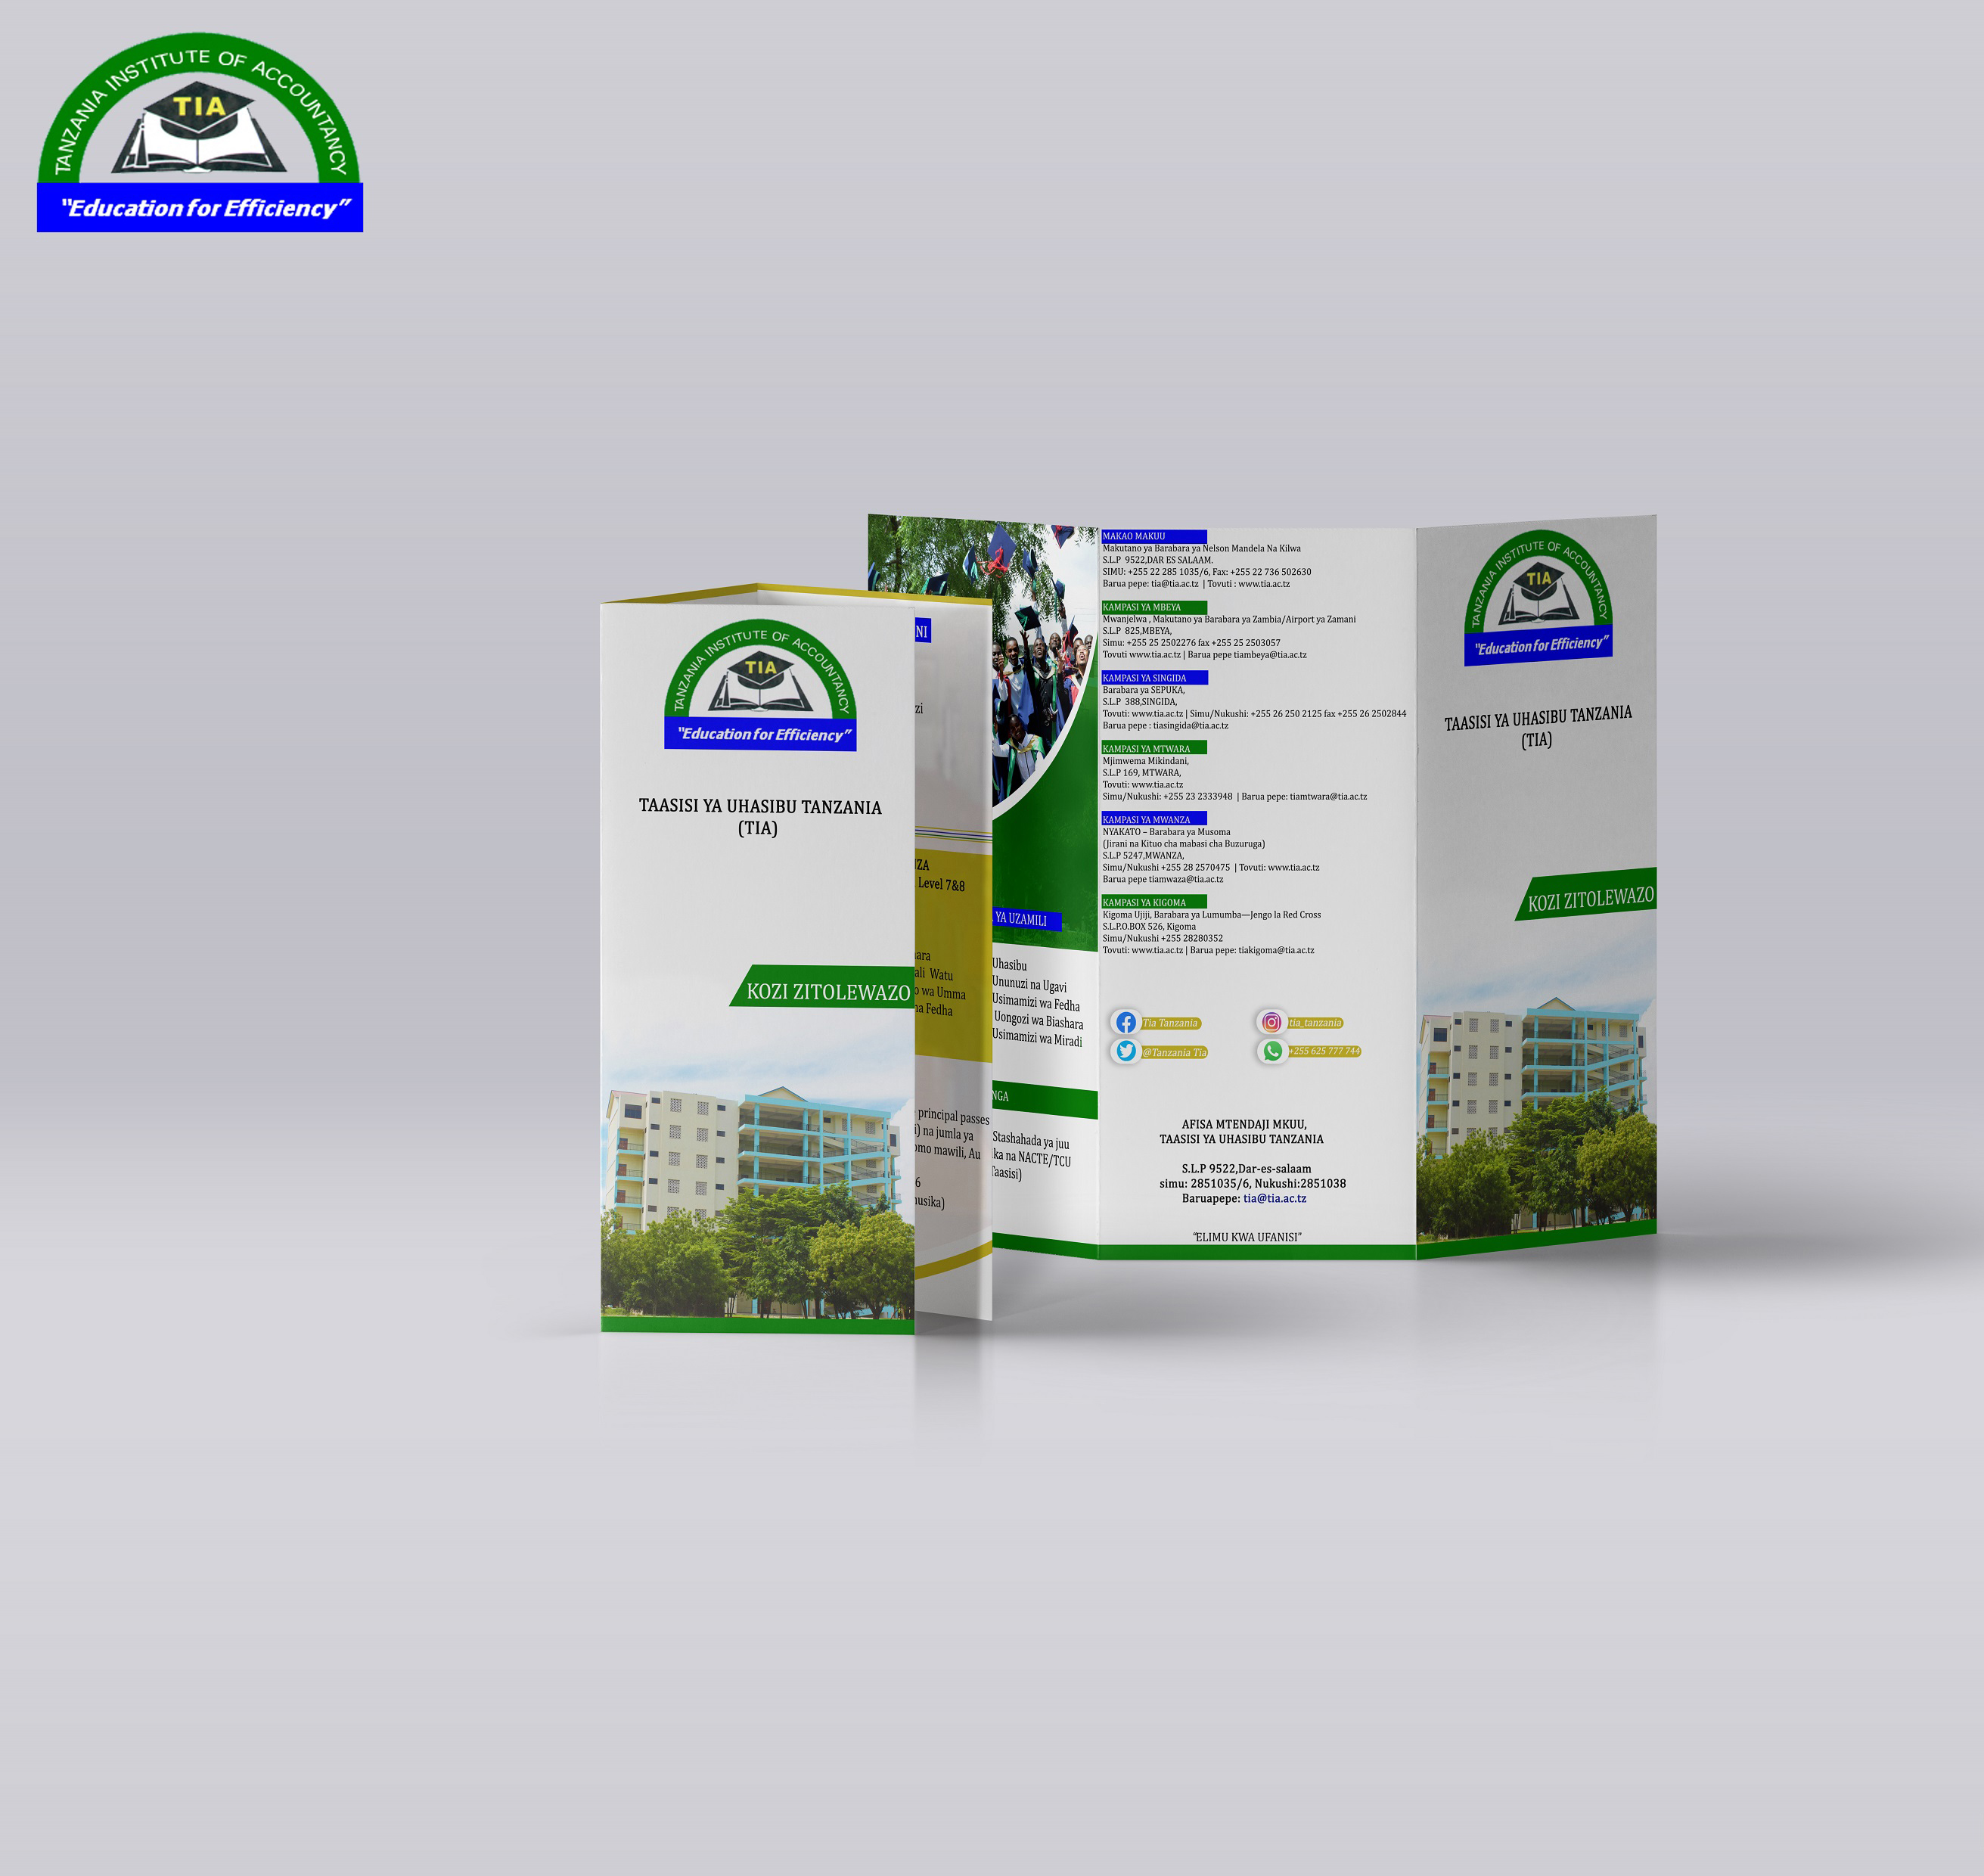 TANZANIA INSTITUTE OF ACCOUNTANCY
TIA
"Education for Efficiency"
TANZANIA INSTITUTE OF ACCOUNTANCY
TIA
"Education for Efficiency"
TAASISI YA UHASIBU TANZANIA
(TIA)
KOZI ZITOLEWAZO
NI
zi
ZA
Level 7&8
ara
ali Watu
o wa Umma
na Fedha
principal passes
i) na jumla ya
omo mawili, Au
6
usika)
YA UZAMILI
Uhasibu
Ununuzi na Ugavi
Usimamizi wa Fedha
Uongozi wa Biashara
Usimamizi wa Miradi
NGA
Stashahada ya juu
ika na NACTE/TCU
Taasisi)
MAKAO MAKUU
Makutano ya Barabara ya Nelson Mandela Na Kilwa
S.L.P 9522,DAR ES SALAAM.
SIMU: +255 22 285 1035/6, Fax: +255 22 736 502630
Barua pepe: tia@tia.ac.tz | Tovuti : www.tia.ac.tz
KAMPASI YA MBEYA
Mwanjelwa , Makutano ya Barabara ya Zambia/Airport ya Zamani
S.L.P 825,MBEYA,
Simu: +255 25 2502276 fax +255 25 2503057
Tovuti www.tia.ac.tz | Barua pepe tiambeya@tia.ac.tz
KAMPASI YA SINGIDA
Barabara ya SEPUKA,
S.L.P 388,SINGIDA,
Tovuti: www.tia.ac.tz | Simu/Nukushi: +255 26 250 2125 fax +255 26 2502844
Barua pepe : tiasingida@tia.ac.tz
KAMPASI YA MTWARA
Mjimwema Mikindani,
S.L.P 169, MTWARA,
Tovuti: www.tia.ac.tz
Simu/Nukushi: +255 23 2333948 | Barua pepe: tiamtwara@tia.ac.tz
KAMPASI YA MWANZA
NYAKATO – Barabara ya Musoma
(Jirani na Kituo cha mabasi cha Buzuruga)
S.L.P 5247,MWANZA,
Simu/Nukushi +255 28 2570475 | Tovuti: www.tia.ac.tz
Barua pepe tiamwaza@tia.ac.tz
KAMPASI YA KIGOMA
Kigoma Ujiji, Barabara ya Lumumba—Jengo la Red Cross
S.L.P.O.BOX 526, Kigoma
Simu/Nukushi +255 28280352
Tovuti: www.tia.ac.tz | Barua pepe: tiakigoma@tia.ac.tz
Tia Tanzania
tia_tanzania
@Tanzania Tia
+255 625 777 744
AFISA MTENDAJI MKUU,
TAASISI YA UHASIBU TANZANIA
S.L.P 9522,Dar-es-salaam
simu: 2851035/6, Nukushi:2851038
Baruapepe: tia@tia.ac.tz
"ELIMU KWA UFANISI"
TANZANIA INSTITUTE OF ACCOUNTANCY
TIA
"Education for Efficiency"
TAASISI YA UHASIBU TANZANIA
(TIA)
KOZI ZITOLEWAZO